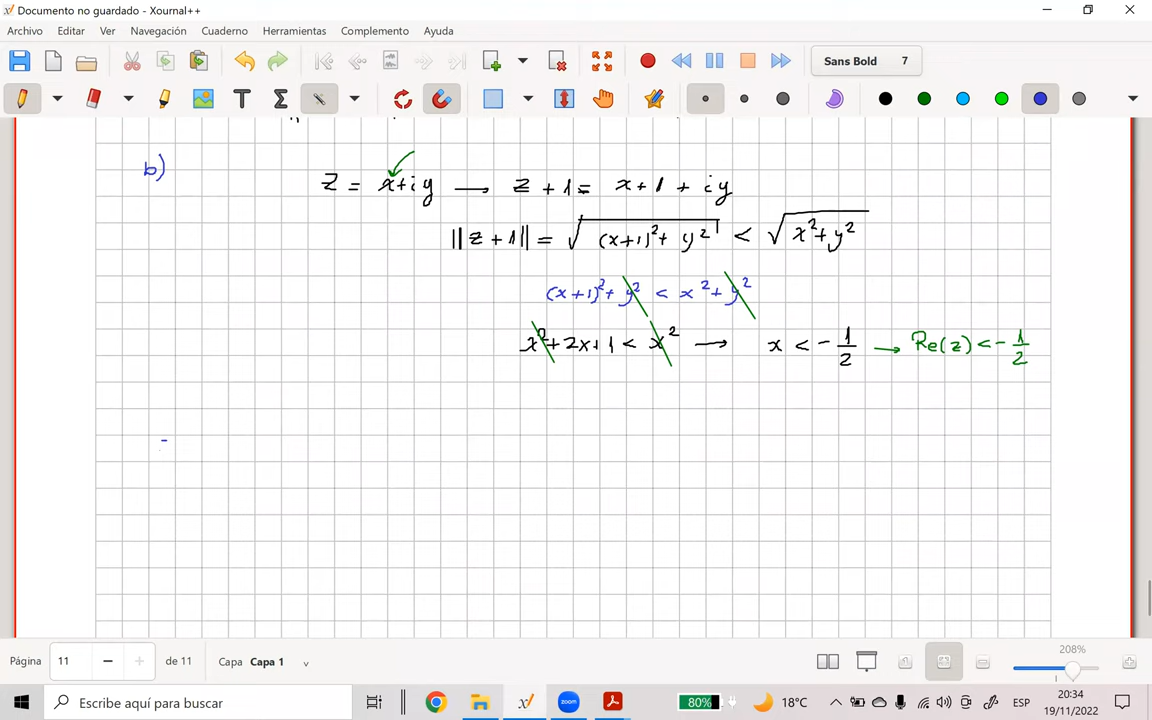 Documento no guardado - Xournal++
Archivo Editar Ver Navegación Cuaderno Herramientas Complemento Ayuda
Sans Bold 7
b)
z = x+iy → z+1= x+1 + iy
||z+1|| = √((x+1)²+ y²) < √(x²+y²)
(x+1)²+ y² < x²+ y²
x²+2x+1 < x² → x < -1/2 → Re(z) < -1/2
Página 11 de 11 Capa Capa 1 208%
Escribe aquí para buscar zoom 80% 18°C ESP 20:34
19/11/2022